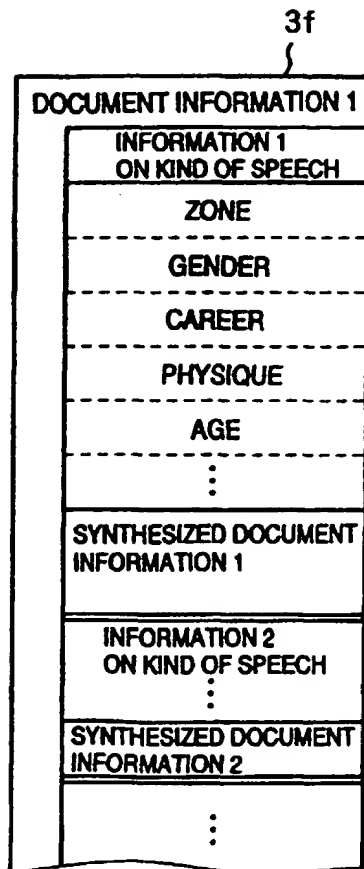 3f
DOCUMENT INFORMATION 1
INFORMATION 1
ON KIND OF SPEECH
ZONE
GENDER
CAREER
PHYSIQUE
AGE
⋮
SYNTHESIZED DOCUMENT
INFORMATION 1
INFORMATION 2
ON KIND OF SPEECH
⋮
SYNTHESIZED DOCUMENT
INFORMATION 2
⋮